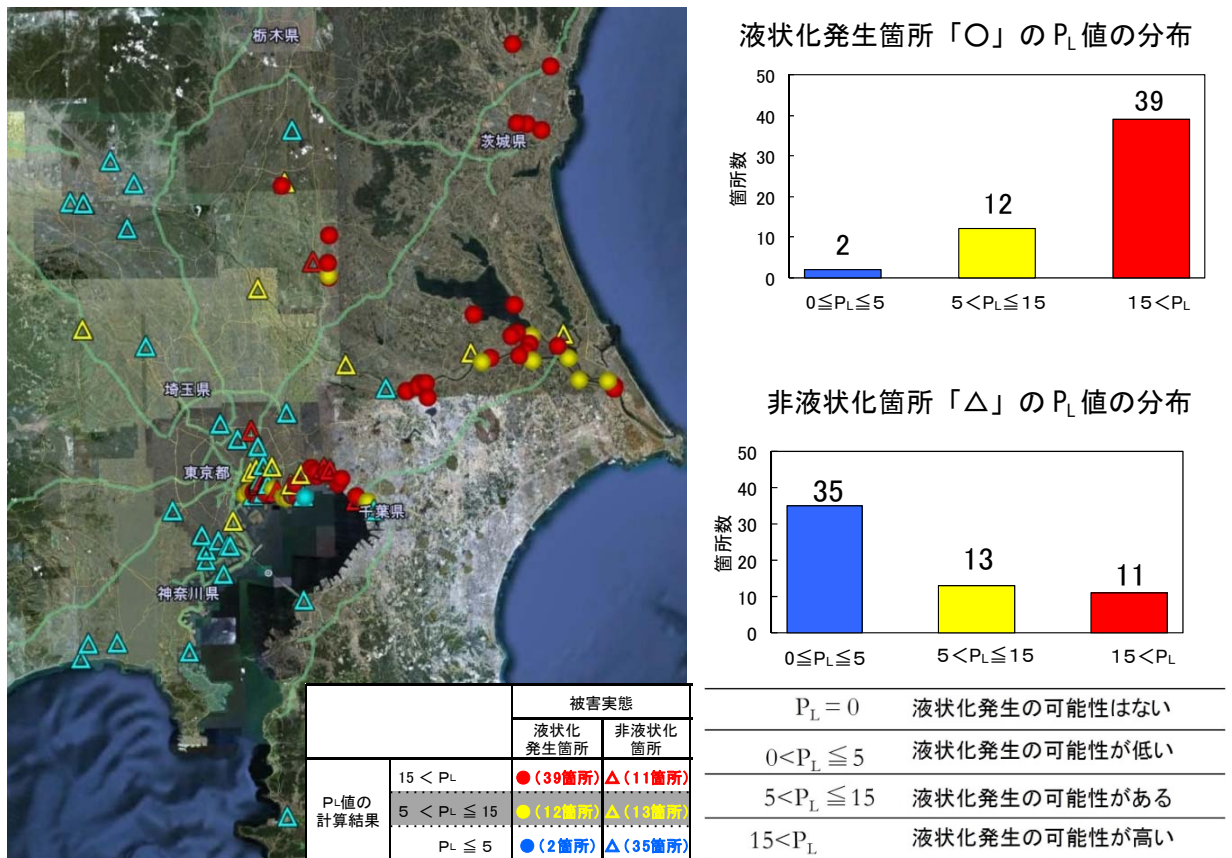 栃木県
茨城県
埼玉県
東京都
千葉県
神奈川県
被害実態
液状化
発生箇所
非液状化
箇所
PL値の
計算結果
15 < PL
●(39箇所)
△(11箇所)
5 < PL ≦ 15
●(12箇所)
△(13箇所)
PL ≦ 5
●(2箇所)
△(35箇所)
液状化発生箇所「〇」のPL値の分布
箇所数
50
40
30
20
10
0
2
12
39
0≦PL≦5
5<PL≦15
15<PL
非液状化箇所「△」のPL値の分布
箇所数
50
40
30
20
10
0
35
13
11
0≦PL≦5
5<PL≦15
15<PL
PL = 0 液状化発生の可能性はない
0<PL ≦ 5 液状化発生の可能性が低い
5<PL ≦ 15 液状化発生の可能性がある
15<PL 液状化発生の可能性が高い